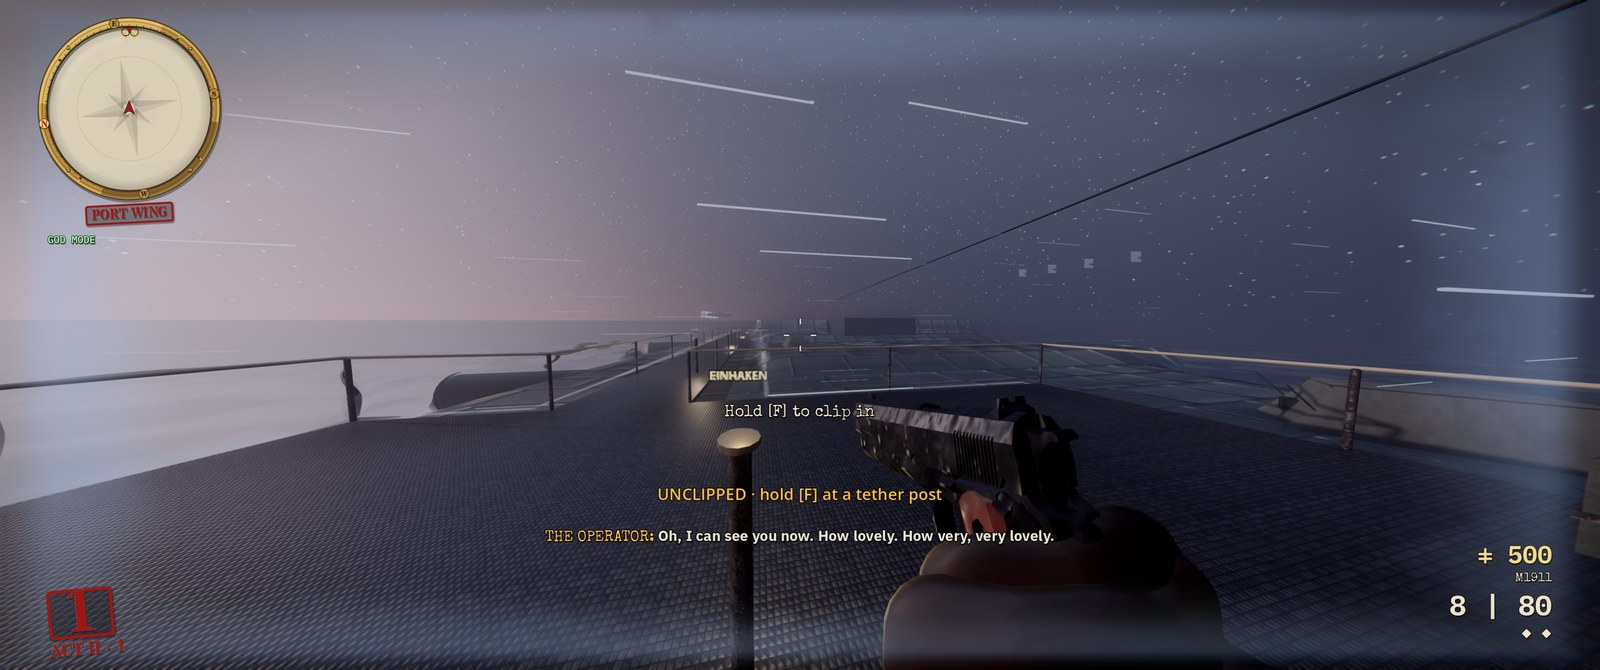 PORT WING
GOD MODE
EINHAKEN
Hold [F] to clip in
UNCLIPPED · hold [F] at a tether post
THE OPERATOR: Oh, I can see you now. How lovely. How very, very lovely.
ǂ 500
M1911
8 | 80
I
ACT II · I
N
S
W
E